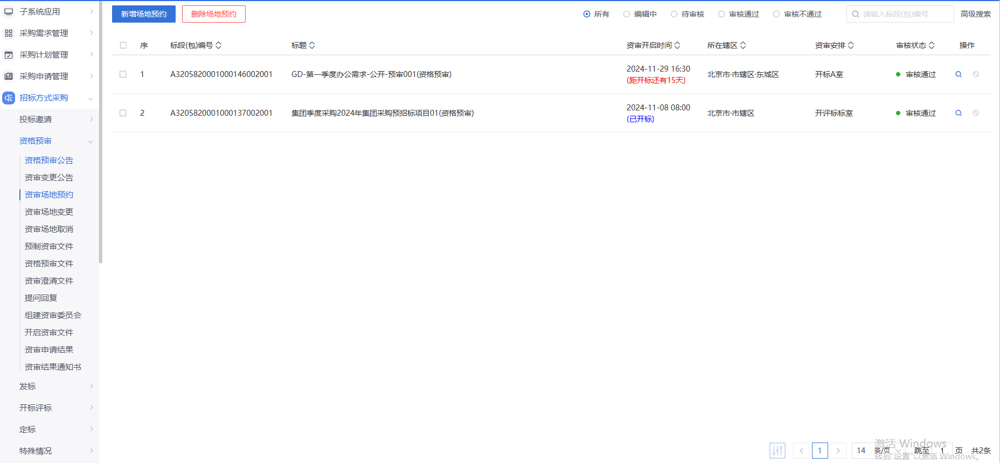 子系统应用
采购需求管理
采购计划管理
采购申请管理
招标方式采购
投标邀请
资格预审
资格预审公告
资审变更公告
资审场地预约
资审场地变更
资审场地取消
预制资审文件
资格预审文件
资审澄清文件
提问回复
组建资审委员会
开启资审文件
资审申请结果
资审结果通知书
发标
开标评标
定标
特殊情况
新增场地预约 删除场地预约 所有 编辑中 待审核 审核通过 审核不通过 请输入标段(包)编号 高级搜索
序 标段(包)编号 标题 资审开启时间 所在辖区 资审安排 审核状态 操作
1 A3205820001000146002001 GD-第一季度办公需求-公开-预审001(资格预审) 2024-11-29 16:30 北京市·市辖区·东城区 开标A室 审核通过
(距开标还有15天)
2 A3205820001000137002001 集团季度采购2024年集团采购预招标项目01(资格预审) 2024-11-08 08:00 北京市·市辖区 开评标标室 审核通过
(已开标)
1 14 条/页 跳至 1 页 共2条
激活 Windows
转到"设置"以激活 Windows。